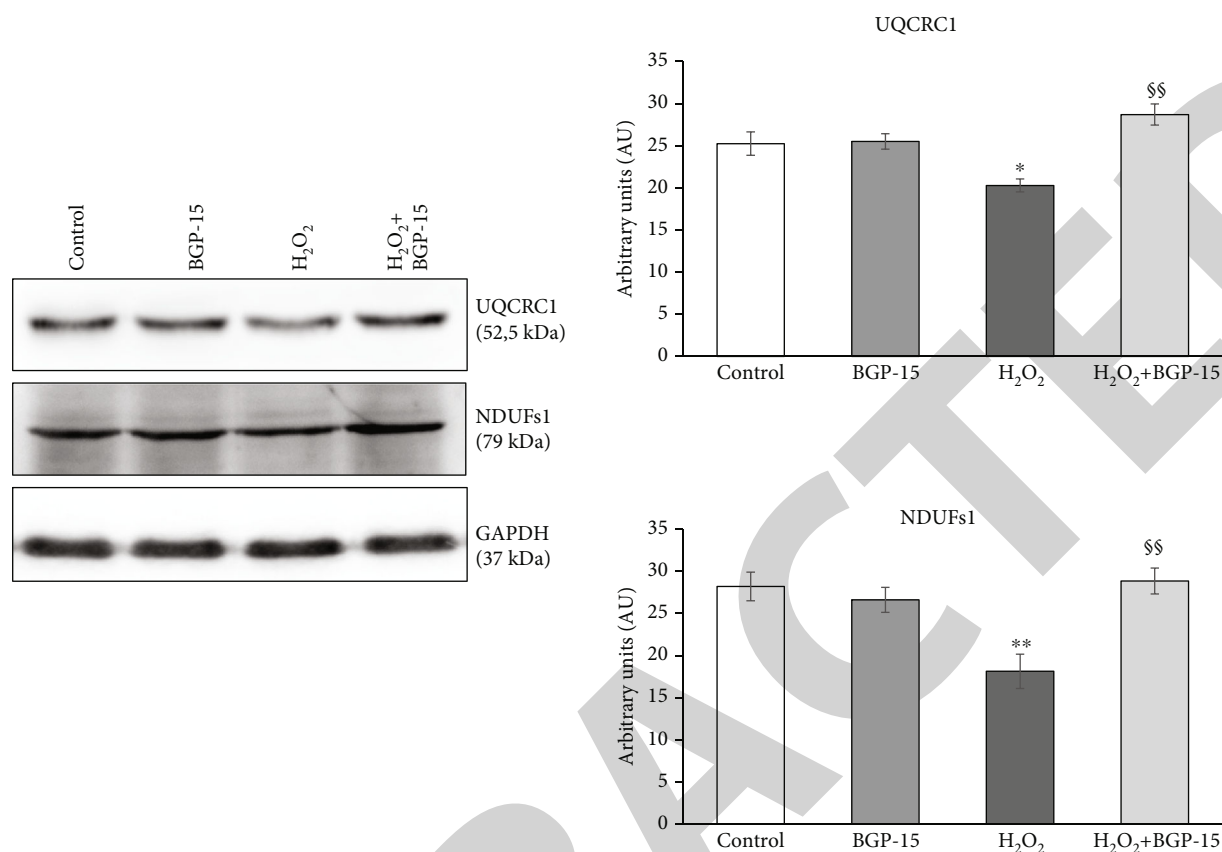 Control
BGP-15
H₂O₂
H₂O₂+
BGP-15
UQCRC1
(52,5 kDa)
NDUFs1
(79 kDa)
GAPDH
(37 kDa)
UQCRC1
Arbitrary units (AU)
35
30
25
20
15
10
5
0
*
§§
Control
BGP-15
H₂O₂
H₂O₂+BGP-15
NDUFs1
Arbitrary units (AU)
35
30
25
20
15
10
5
0
**
§§
Control
BGP-15
H₂O₂
H₂O₂+BGP-15
ACTE